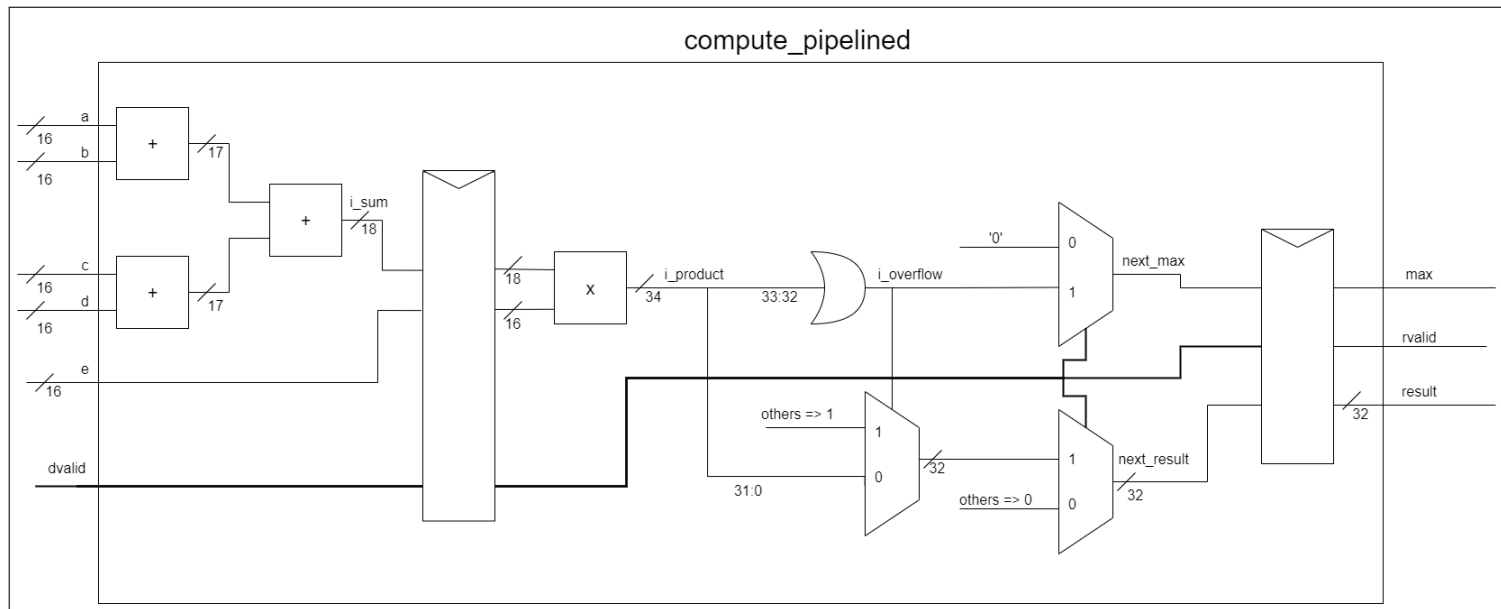 compute_pipelined
a
16
b
16
+
17
+
i_sum
18
c
16
d
16
+
17
e
16
dvalid
18
16
x
i_product
34
33:32
i_overflow
'0'
0
1
next_max
max
rvalid
result
32
others => 1
1
0
31:0
32
1
0
others => 0
next_result
32